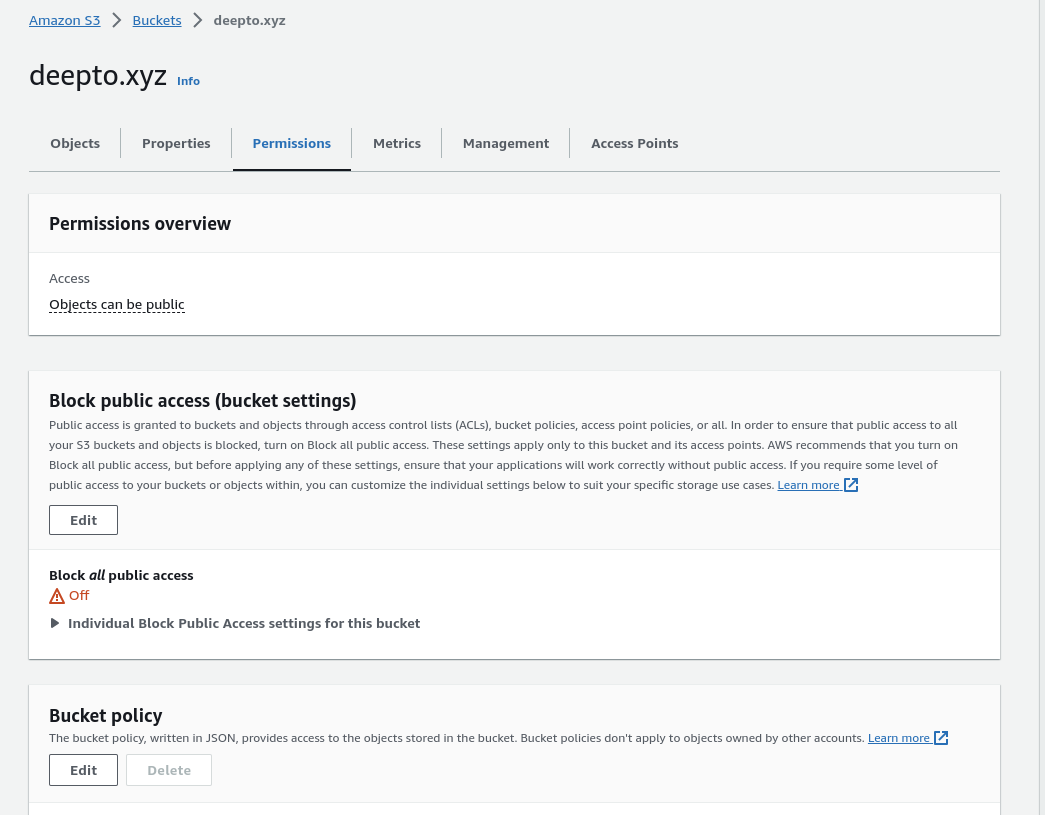 Amazon S3 > Buckets > deepto.xyz
deepto.xyz Info
Objects Properties Permissions Metrics Management Access Points
Permissions overview
Access
Objects can be public
Block public access (bucket settings)
Public access is granted to buckets and objects through access control lists (ACLs), bucket policies, access point policies, or all. In order to ensure that public access to all
your S3 buckets and objects is blocked, turn on Block all public access. These settings apply only to this bucket and its access points. AWS recommends that you turn on
Block all public access, but before applying any of these settings, ensure that your applications will work correctly without public access. If you require some level of
public access to your buckets or objects within, you can customize the individual settings below to suit your specific storage use cases. Learn more
Edit
Block all public access
Off
Individual Block Public Access settings for this bucket
Bucket policy
The bucket policy, written in JSON, provides access to the objects stored in the bucket. Bucket policies don't apply to objects owned by other accounts. Learn more
Edit Delete